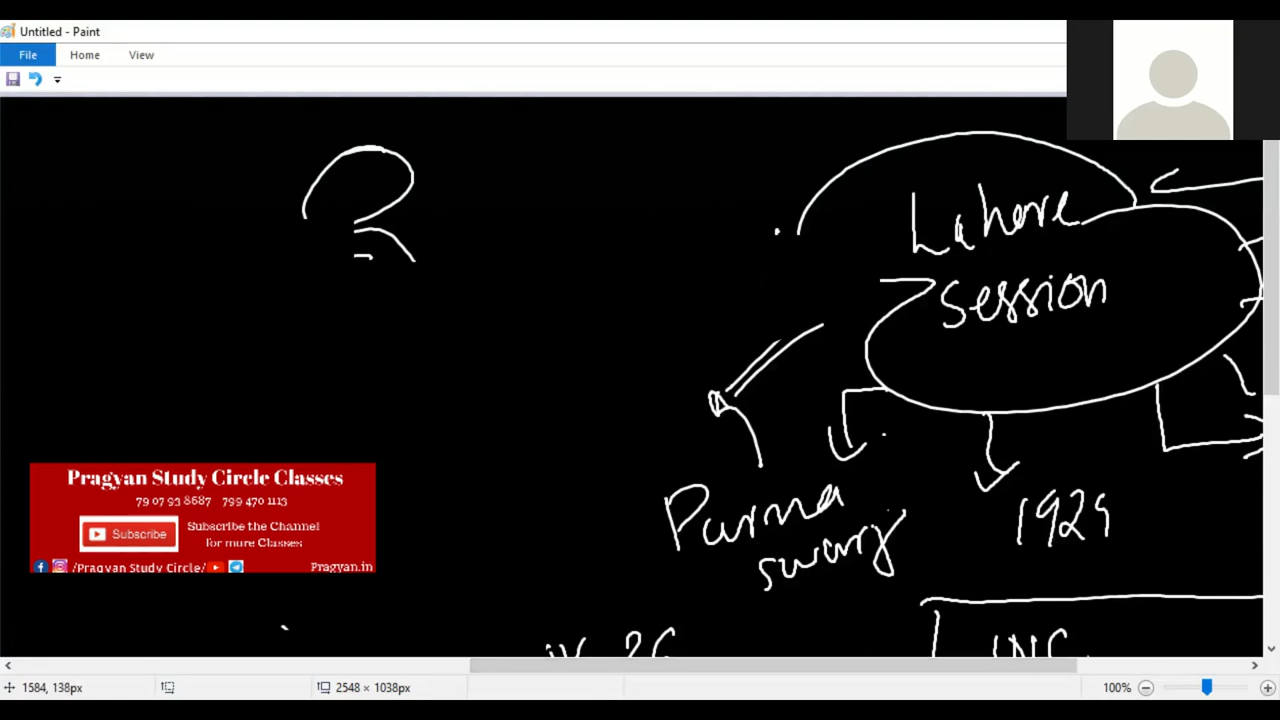 Untitled - Paint
File Home View
Lahore
session
Purna
swarj
1929
Pragyan Study Circle Classes
79 07 93 8687 799 470 1113
Subscribe
Subscribe the Channel
for more Classes
/Pragyan Study Circle/
Pragyan.in
26
INC
1584, 138px
2548 × 1038px
100%